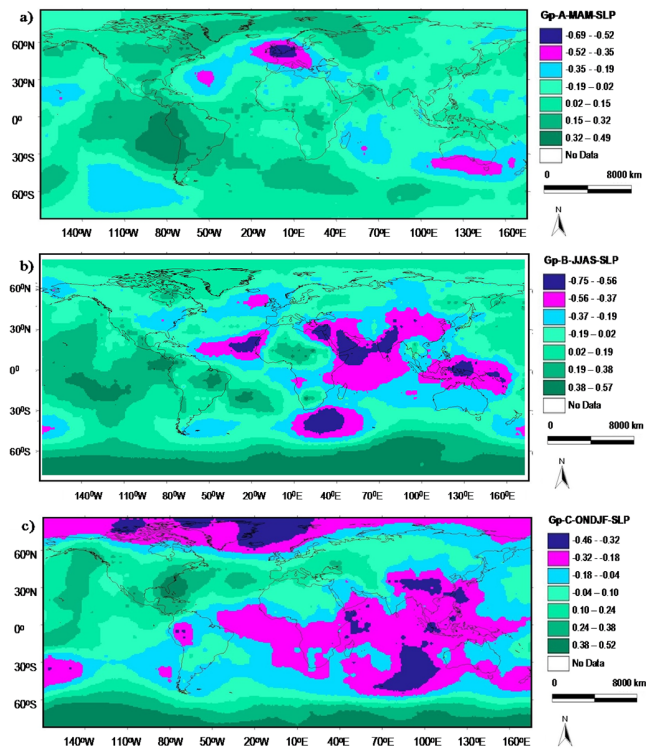 a)
60ºN
30ºN
0º
30ºS
60ºS
140ºW 110ºW 80ºW 50ºW 20ºW 10ºE 40ºE 70ºE 100ºE 130ºE 160ºE
Gp-A-MAM-SLP
-0.69 - -0.52
-0.52 - -0.35
-0.35 - -0.19
-0.19 - -0.02
0.02 - 0.15
0.15 - 0.32
0.32 - 0.49
No Data
0 8000 km
N
b)
60ºN
30ºN
0ºN
30ºS
60ºS
140ºW 110ºW 80ºW 50ºW 20ºW 10ºE 40ºE 70ºE 100ºE 130ºE 160ºE
Gp-B-JJAS-SLP
-0.75 - -0.56
-0.56 - -0.37
-0.37 - -0.19
-0.19 - 0.02
0.02 - 0.19
0.19 - 0.38
0.38 - 0.57
No Data
0 8000 km
N
c)
60ºN
30ºN
0ºN
30ºS
60ºS
140ºW 110ºW 80ºW 50ºW 20ºW 10ºE 40ºE 70ºE 100ºE 130ºE 160ºE
Gp-C-ONDJF-SLP
-0.46 - -0.32
-0.32 - -0.18
-0.18 - -0.04
-0.04 - 0.10
0.10 - 0.24
0.24 - 0.38
0.38 - 0.52
No Data
0 8000 km
N